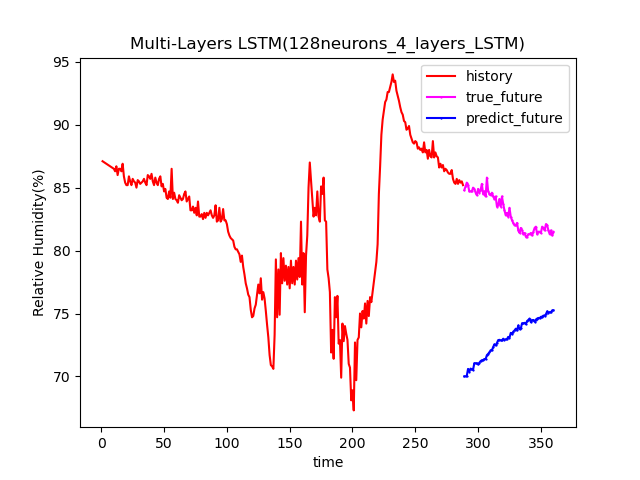 Multi-Layers LSTM(128neurons_4_layers_LSTM)
95
90
85
80
75
70
Relative Humidity(%)
history
true_future
predict_future
0
50
100
150
200
250
300
350
time